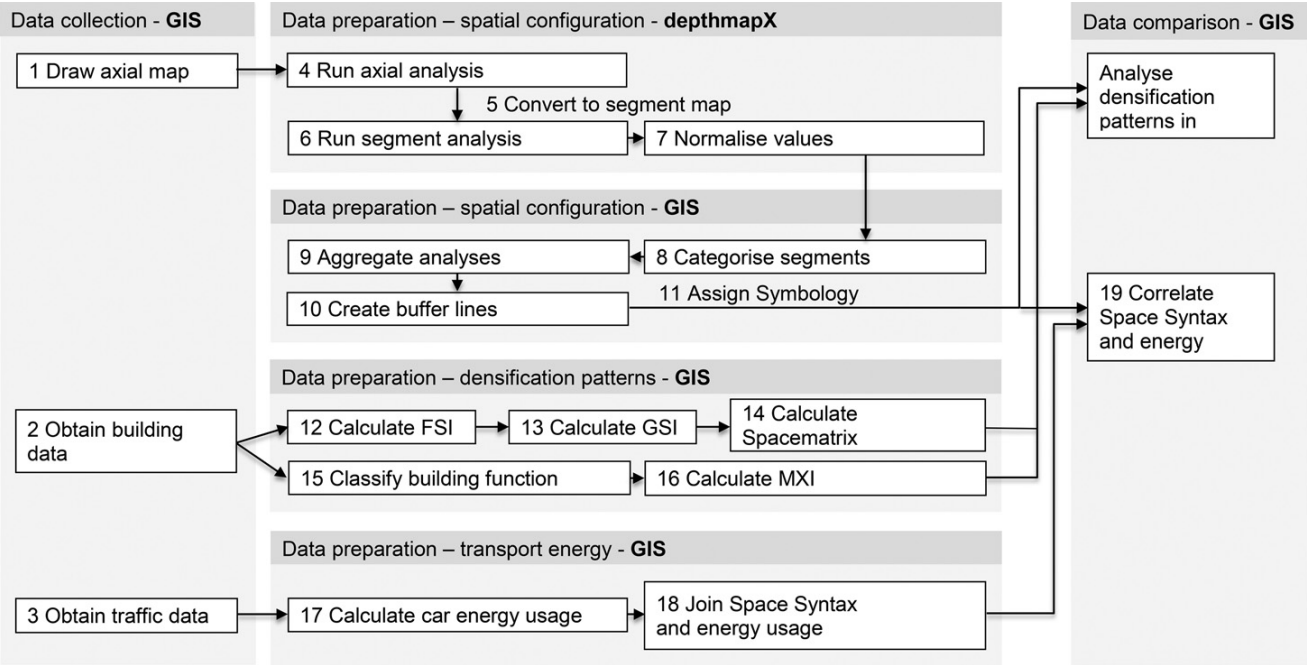 Data collection - GIS
1 Draw axial map
2 Obtain building
data
3 Obtain traffic data
Data preparation – spatial configuration - depthmapX
4 Run axial analysis
5 Convert to segment map
6 Run segment analysis
7 Normalise values
Data preparation – spatial configuration - GIS
9 Aggregate analyses
8 Categorise segments
10 Create buffer lines
11 Assign Symbology
Data preparation – densification patterns - GIS
12 Calculate FSI
13 Calculate GSI
14 Calculate
Spacematrix
15 Classify building function
16 Calculate MXI
Data preparation – transport energy - GIS
17 Calculate car energy usage
18 Join Space Syntax
and energy usage
Data comparison - GIS
Analyse
densification
patterns in
19 Correlate
Space Syntax
and energy